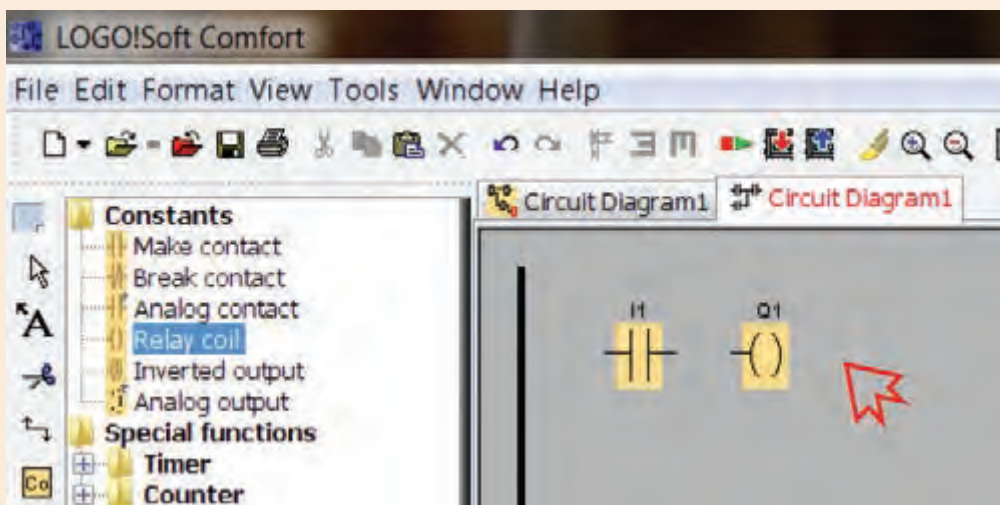 LOGO!Soft Comfort
File Edit Format View Tools Window Help
Circuit Diagram1 Circuit Diagram1
Constants
Make contact
Break contact
Analog contact
Relay coil
Inverted output
Analog output
Special functions
Timer
Counter
A
Co
I1 Q1